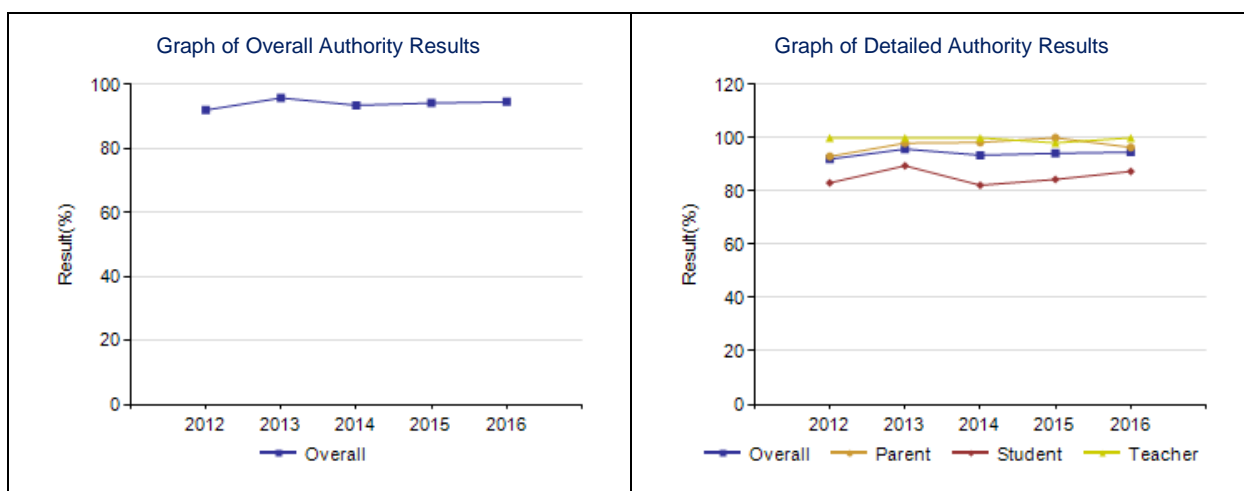 Graph of Overall Authority Results
100
80
60
40
20
0
Result(%)
2012 2013 2014 2015 2016
Overall
Graph of Detailed Authority Results
120
100
80
60
40
20
0
Result(%)
2012 2013 2014 2015 2016
Overall Parent Student Teacher